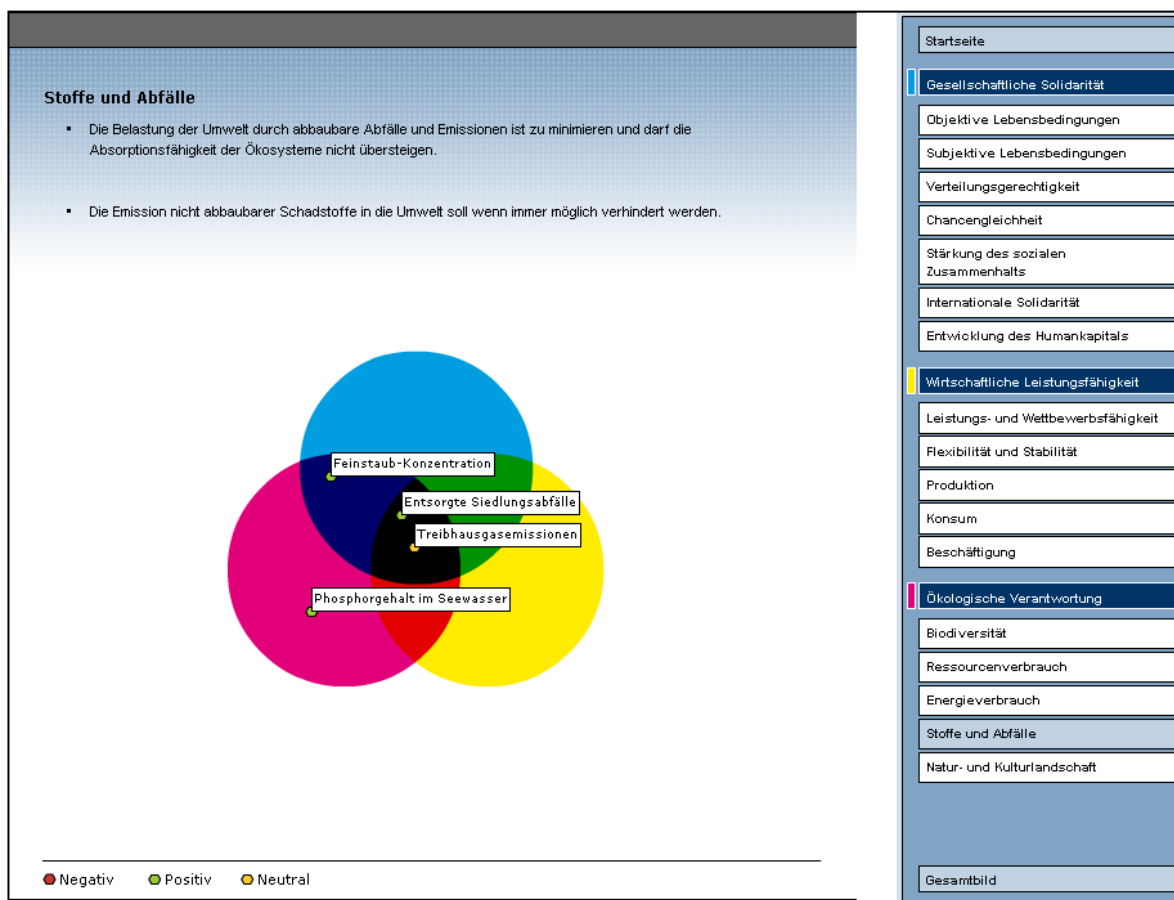 Stoffe und Abfälle
▪ Die Belastung der Umwelt durch abbaubare Abfälle und Emissionen ist zu minimieren und darf die
Absorptionsfähigkeit der Ökosysteme nicht übersteigen.
▪ Die Emission nicht abbaubarer Schadstoffe in die Umwelt soll wenn immer möglich verhindert werden.
Feinstaub-Konzentration
Entsorgte Siedlungsabfälle
Treibhausgasemissionen
Phosphorgehalt im Seewasser
Negativ Positiv Neutral
Startseite
Gesellschaftliche Solidarität
Objektive Lebensbedingungen
Subjektive Lebensbedingungen
Verteilungsgerechtigkeit
Chancengleichheit
Stärkung des sozialen
Zusammenhalts
Internationale Solidarität
Entwicklung des Humankapitals
Wirtschaftliche Leistungsfähigkeit
Leistungs- und Wettbewerbsfähigkeit
Flexibilität und Stabilität
Produktion
Konsum
Beschäftigung
Ökologische Verantwortung
Biodiversität
Ressourcenverbrauch
Energieverbrauch
Stoffe und Abfälle
Natur- und Kulturlandschaft
Gesamtbild